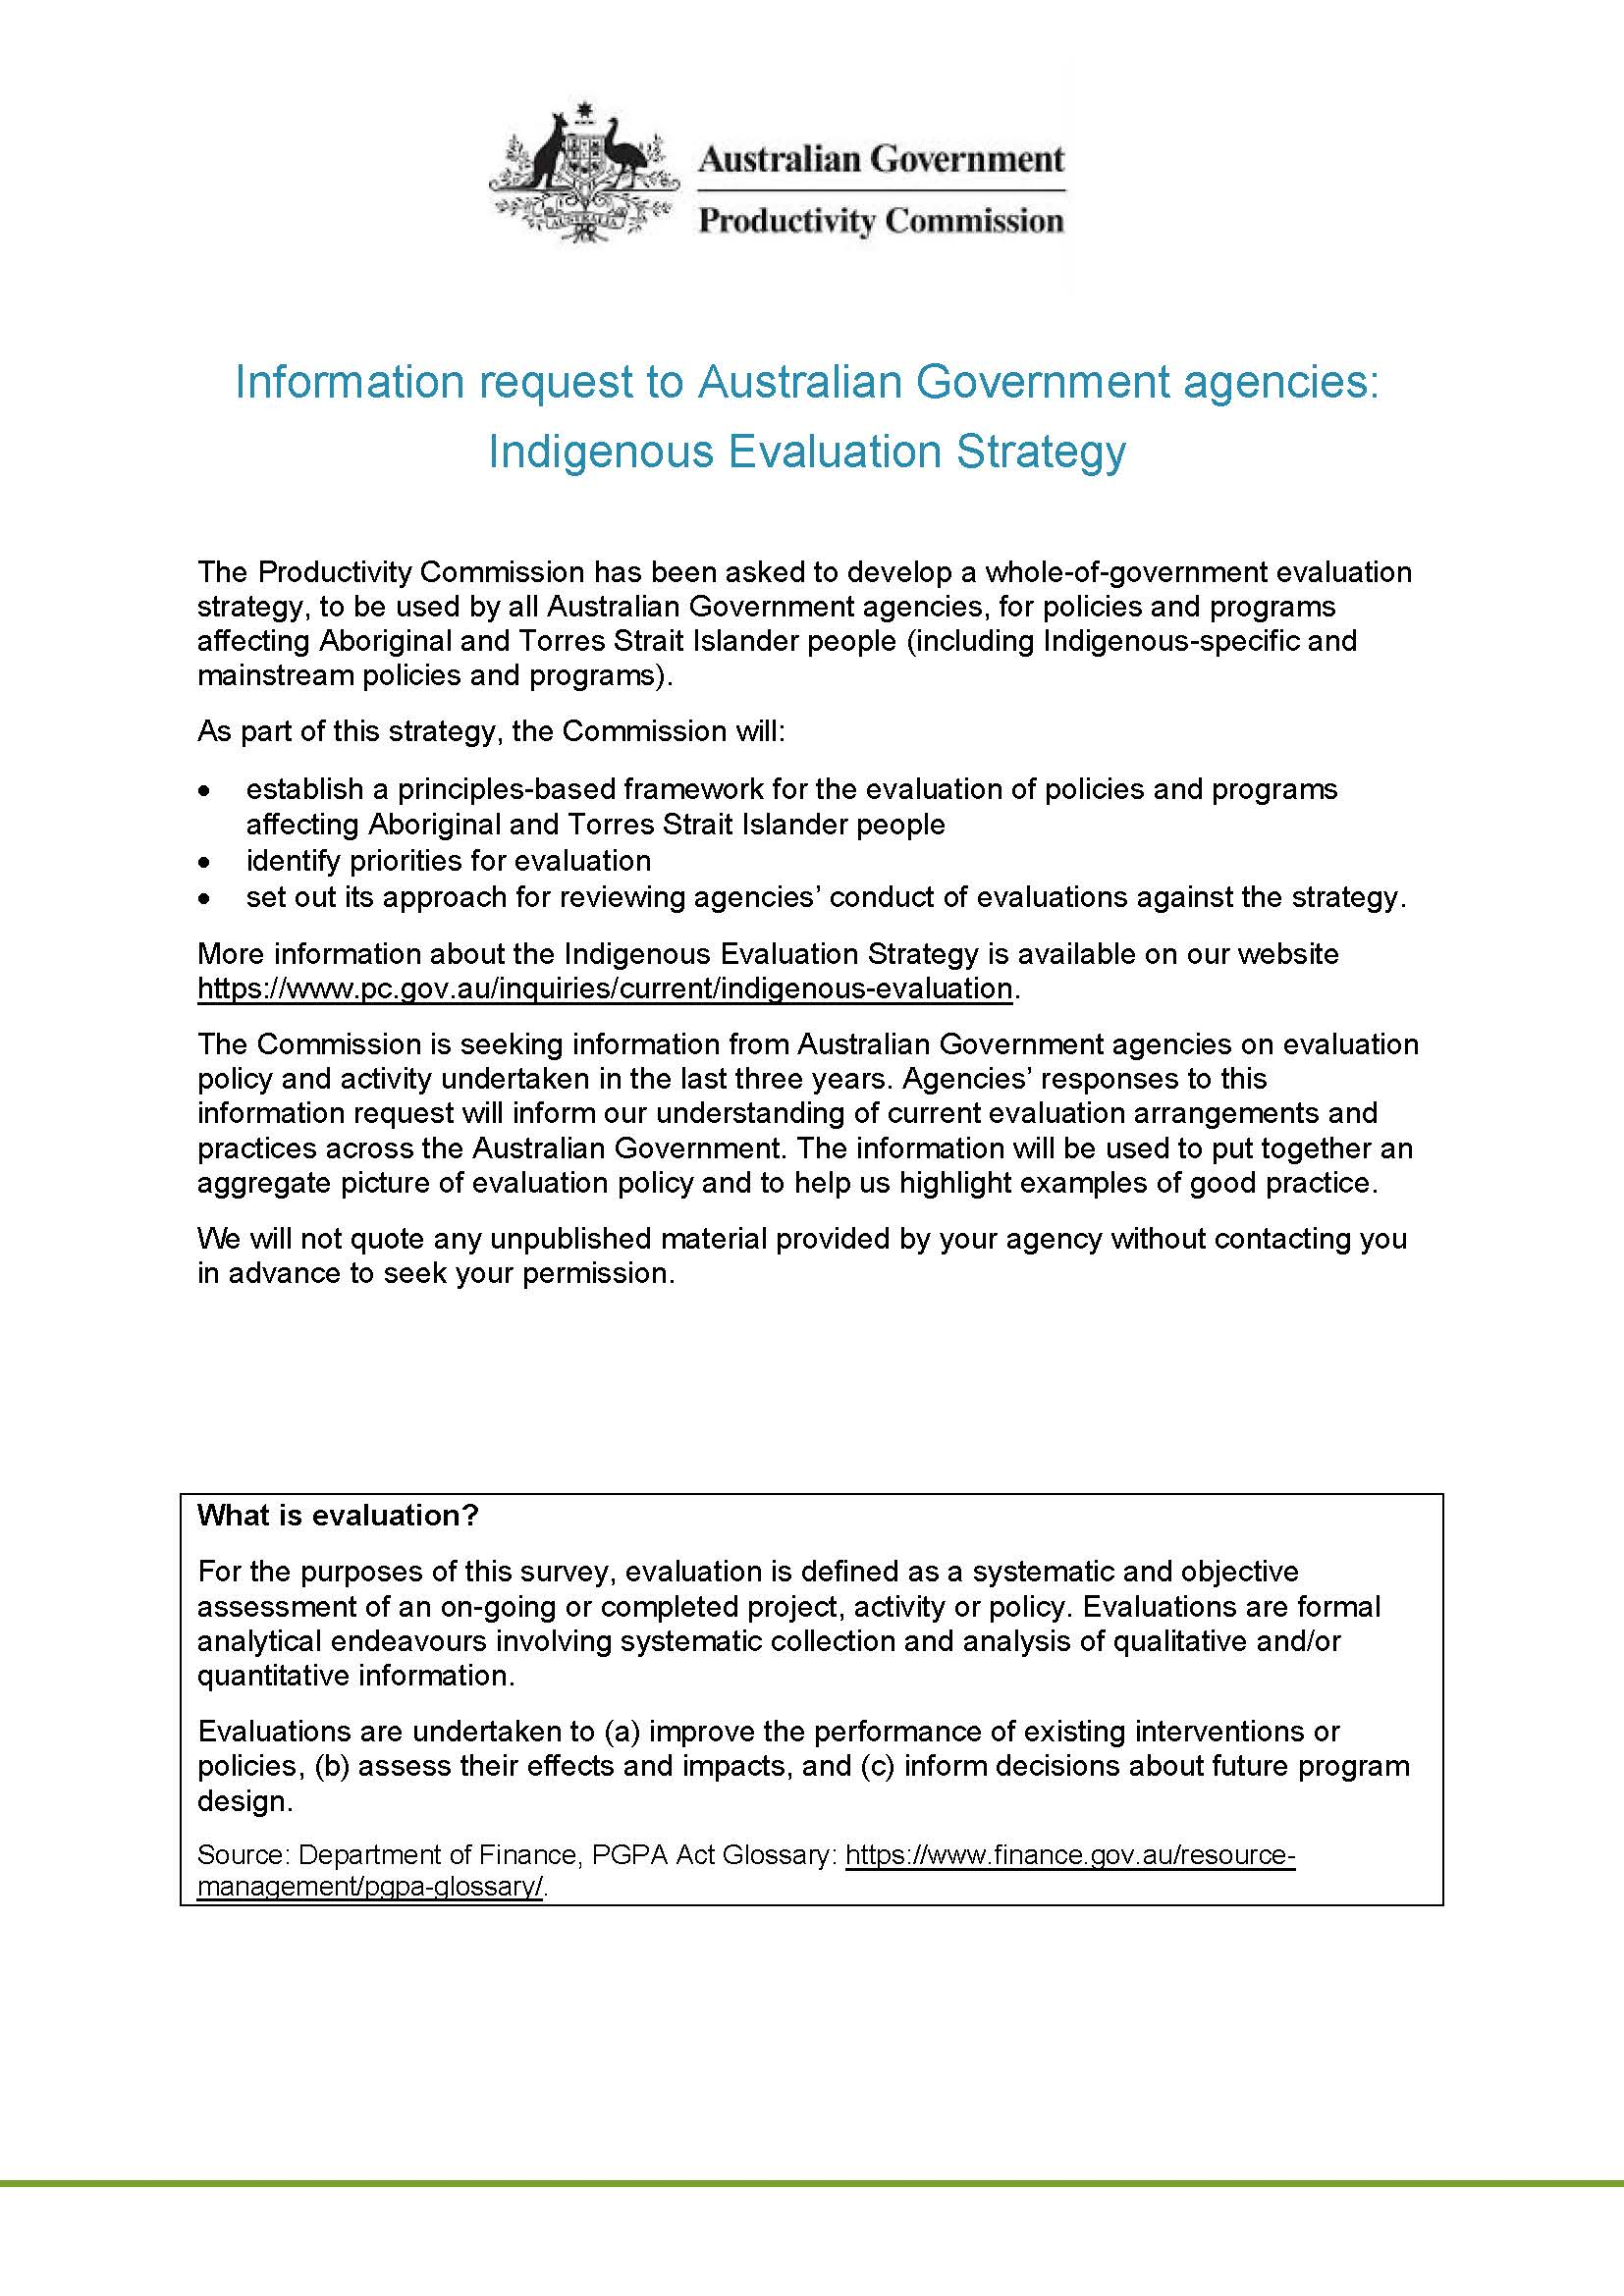 AUSTRALIA
Australian Government
Productivity Commission
Information request to Australian Government agencies:
Indigenous Evaluation Strategy
The Productivity Commission has been asked to develop a whole-of-government evaluation
strategy, to be used by all Australian Government agencies, for policies and programs
affecting Aboriginal and Torres Strait Islander people (including Indigenous-specific and
mainstream policies and programs).
As part of this strategy, the Commission will:
• establish a principles-based framework for the evaluation of policies and programs
affecting Aboriginal and Torres Strait Islander people
• identify priorities for evaluation
• set out its approach for reviewing agencies’ conduct of evaluations against the strategy.
More information about the Indigenous Evaluation Strategy is available on our website
https://www.pc.gov.au/inquiries/current/indigenous-evaluation.
The Commission is seeking information from Australian Government agencies on evaluation
policy and activity undertaken in the last three years. Agencies’ responses to this
information request will inform our understanding of current evaluation arrangements and
practices across the Australian Government. The information will be used to put together an
aggregate picture of evaluation policy and to help us highlight examples of good practice.
We will not quote any unpublished material provided by your agency without contacting you
in advance to seek your permission.
What is evaluation?
For the purposes of this survey, evaluation is defined as a systematic and objective
assessment of an on-going or completed project, activity or policy. Evaluations are formal
analytical endeavours involving systematic collection and analysis of qualitative and/or
quantitative information.
Evaluations are undertaken to (a) improve the performance of existing interventions or
policies, (b) assess their effects and impacts, and (c) inform decisions about future program
design.
Source: Department of Finance, PGPA Act Glossary: https://www.finance.gov.au/resource-
management/pgpa-glossary/.